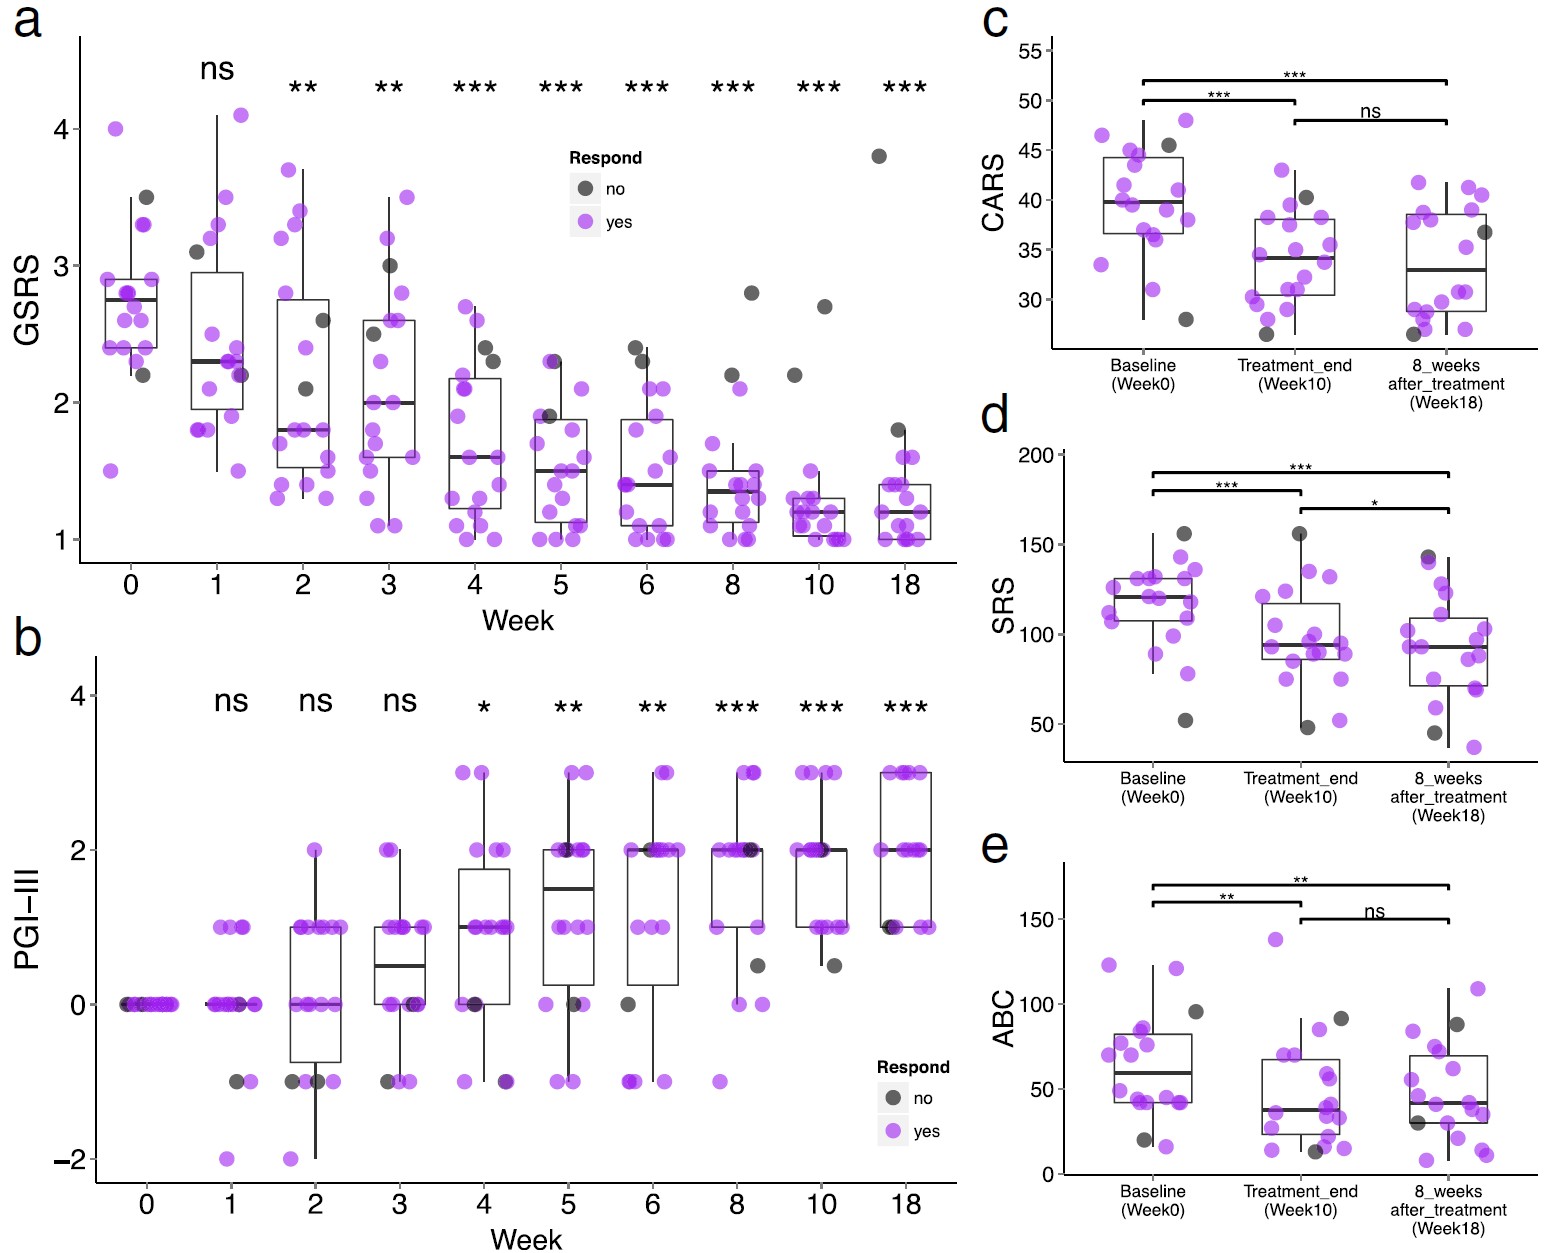 a
ns ** ** *** *** *** *** *** ***
4
3
2
1
GSRS
Respond
no
yes
0 1 2 3 4 5 6 8 10 18
Week
b
ns ns ns * ** ** *** *** ***
4
2
0
−2
PGI−III
Respond
no
yes
0 1 2 3 4 5 6 8 10 18
Week
c
55
50
45
40
35
30
CARS
***
***
ns
Baseline Treatment_end 8_weeks
(Week0) (Week10) after_treatment
(Week18)
d
200
150
100
50
SRS
***
***
*
Baseline Treatment_end 8_weeks
(Week0) (Week10) after_treatment
(Week18)
e
150
100
50
0
ABC
**
**
ns
Baseline Treatment_end 8_weeks
(Week0) (Week10) after_treatment
(Week18)